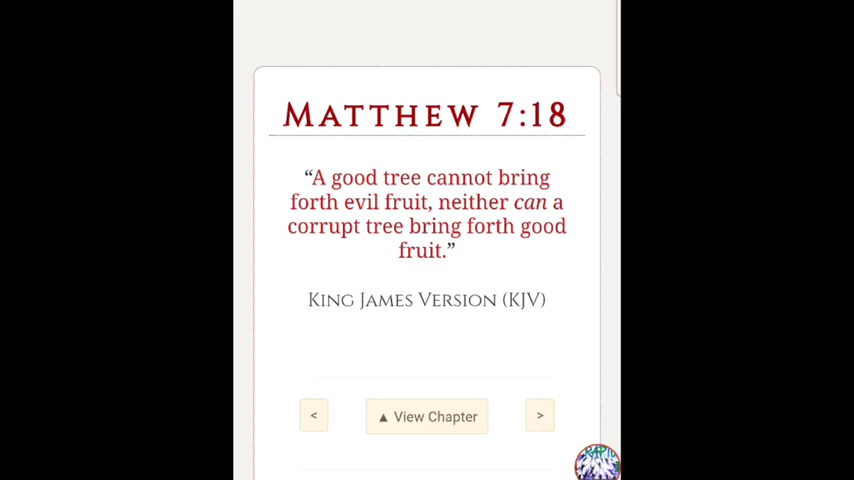 MATTHEW 7:18
“A good tree cannot bring
forth evil fruit, neither can a
corrupt tree bring forth good
fruit.”
KING JAMES VERSION (KJV)
< ▲ View Chapter >